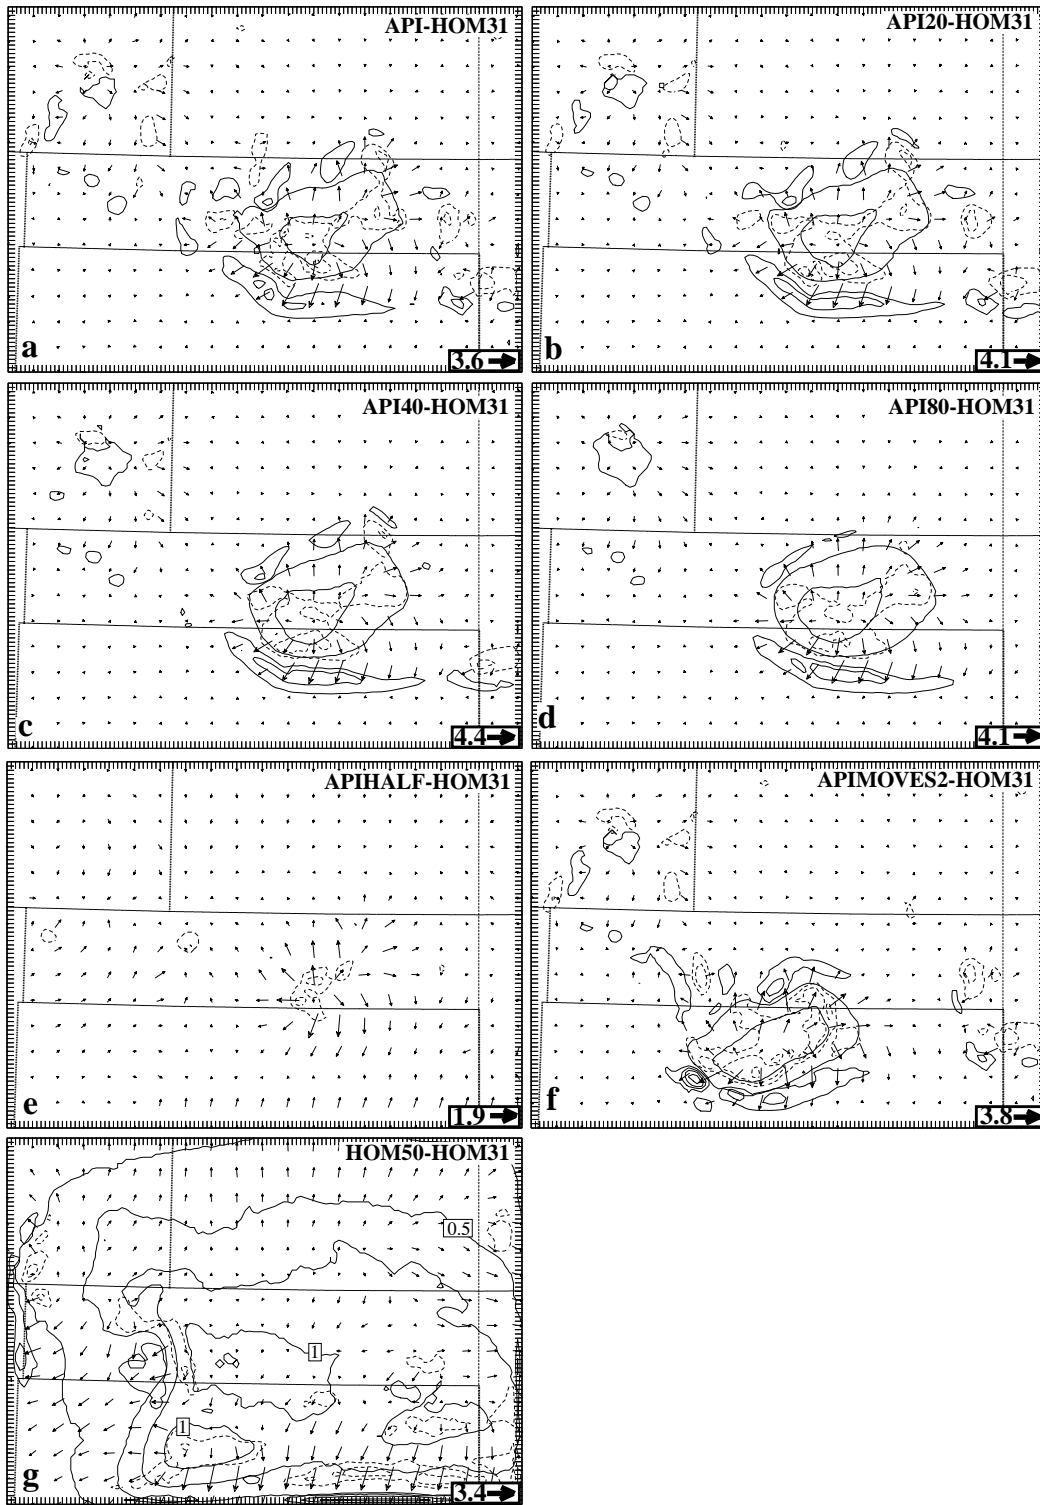 API-HOM31
a
3.6
API20-HOM31
b
4.1
API40-HOM31
c
4.4
API80-HOM31
d
4.1
APIHALF-HOM31
e
1.9
APIMOVES2-HOM31
f
3.8
HOM50-HOM31
0.5
1
1
g
3.4